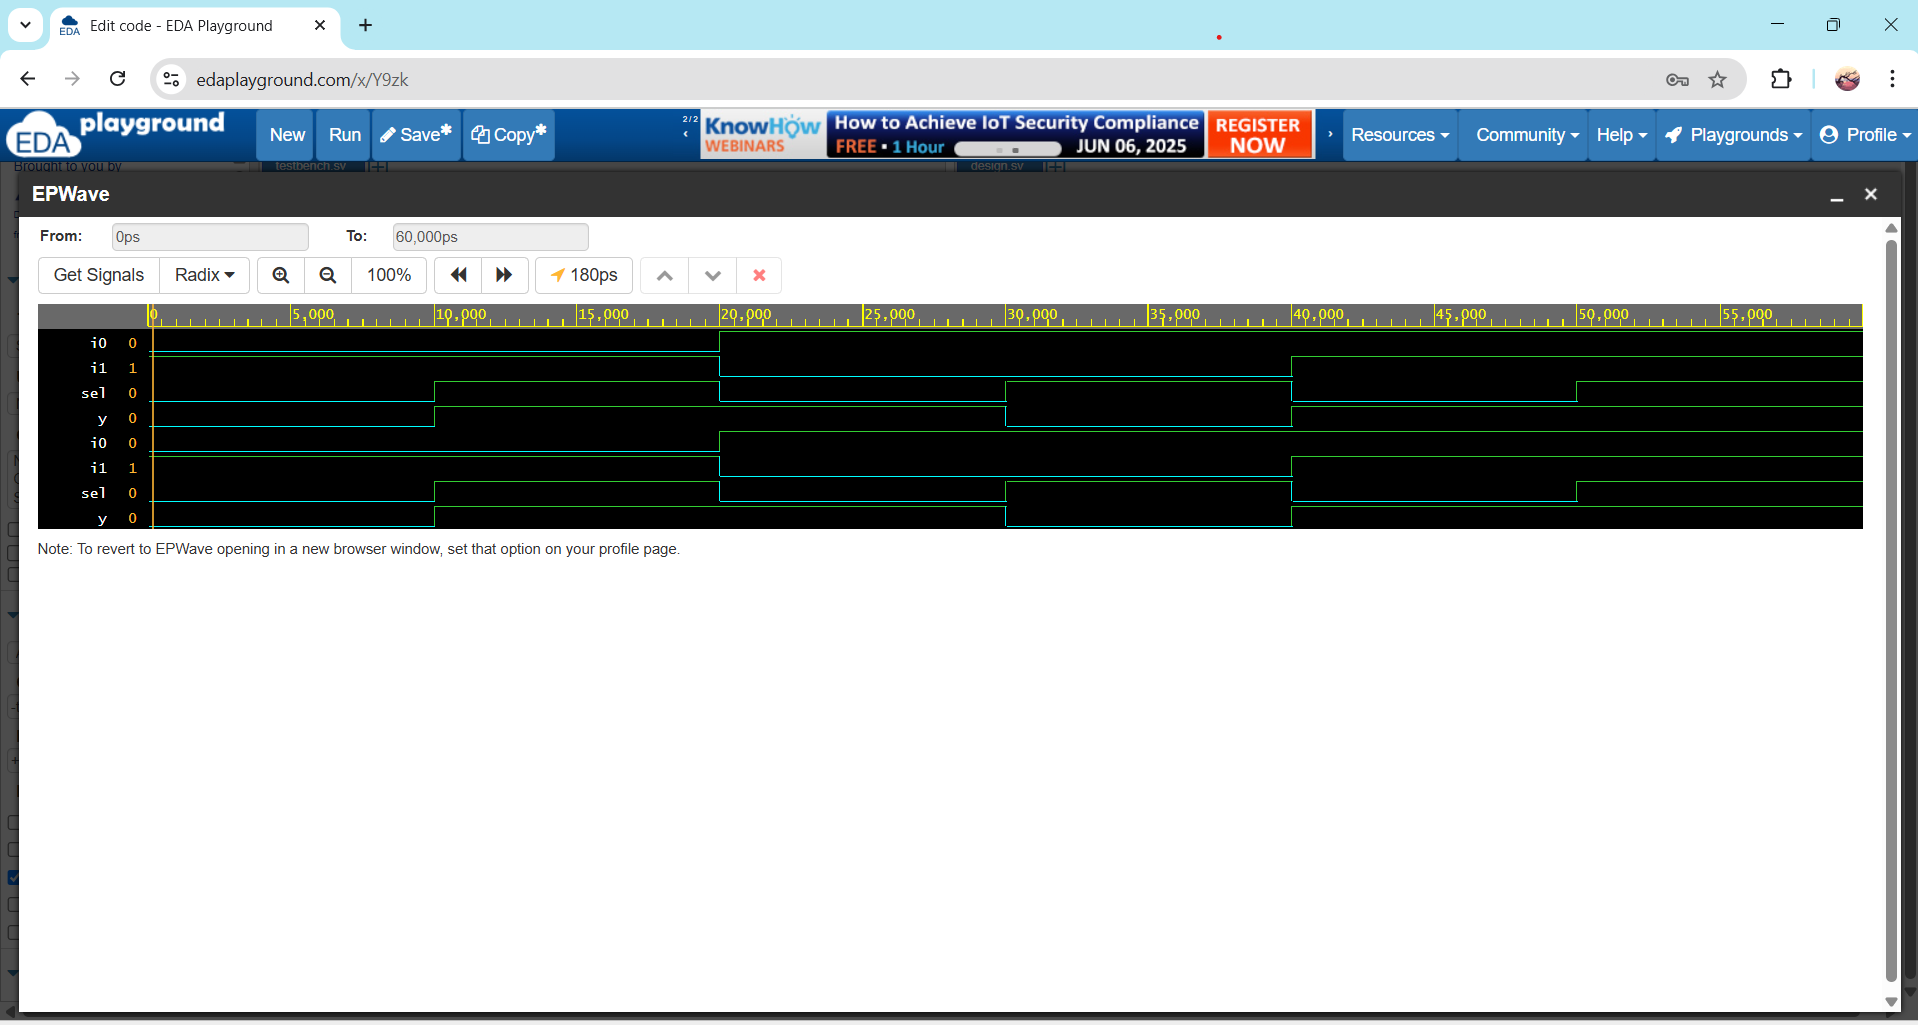 Edit code - EDA Playground
edaplayground.com/x/Y9zk
EDA playground
New
Run
Save*
Copy*
2/2
KnowHow
WEBINARS
How to Achieve IoT Security Compliance
FREE • 1 Hour
JUN 06, 2025
REGISTER
NOW
Resources
Community
Help
Playgrounds
Profile
Brought to you by
testbench.sv
design.sv
EPWave
From: 0ps To: 60,000ps
Get Signals
Radix
100%
180ps
0 5,000 10,000 15,000 20,000 25,000 30,000 35,000 40,000 45,000 50,000 55,000
i0 0
i1 1
sel 0
y 0
i0 0
i1 1
sel 0
y 0
Note: To revert to EPWave opening in a new browser window, set that option on your profile page.